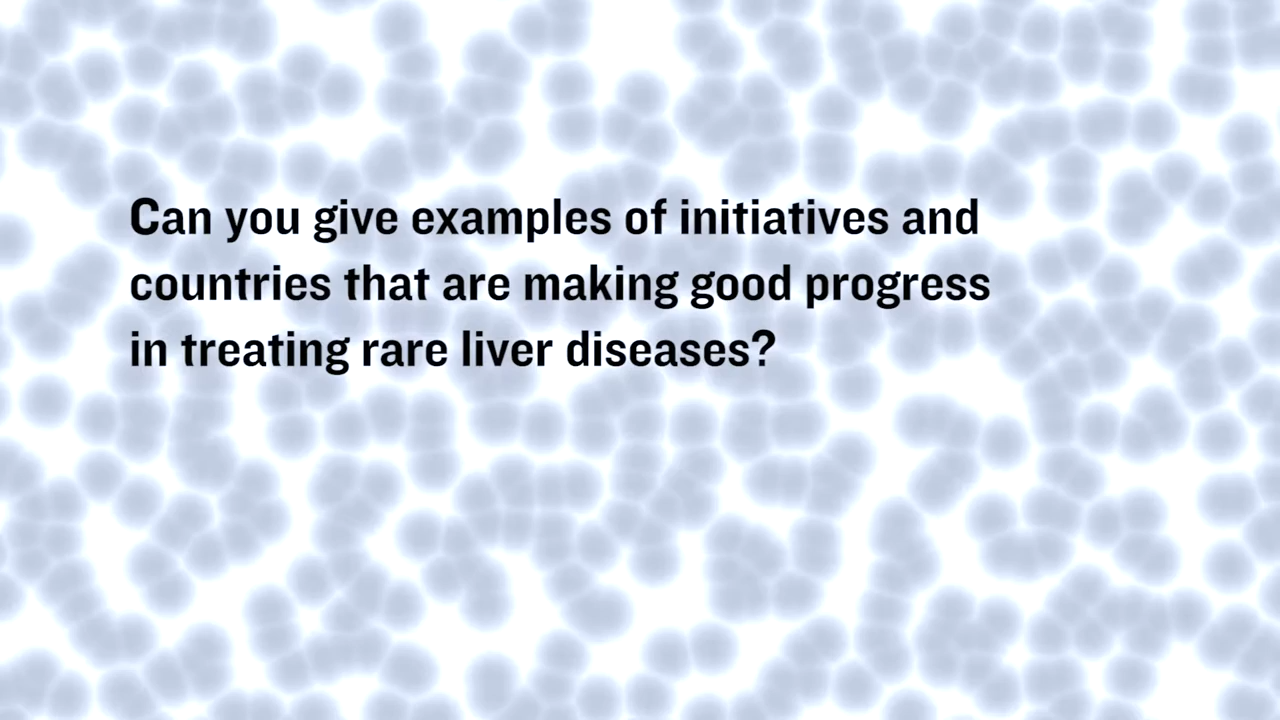 Can you give examples of initiatives and
countries that are making good progress
in treating rare liver diseases?